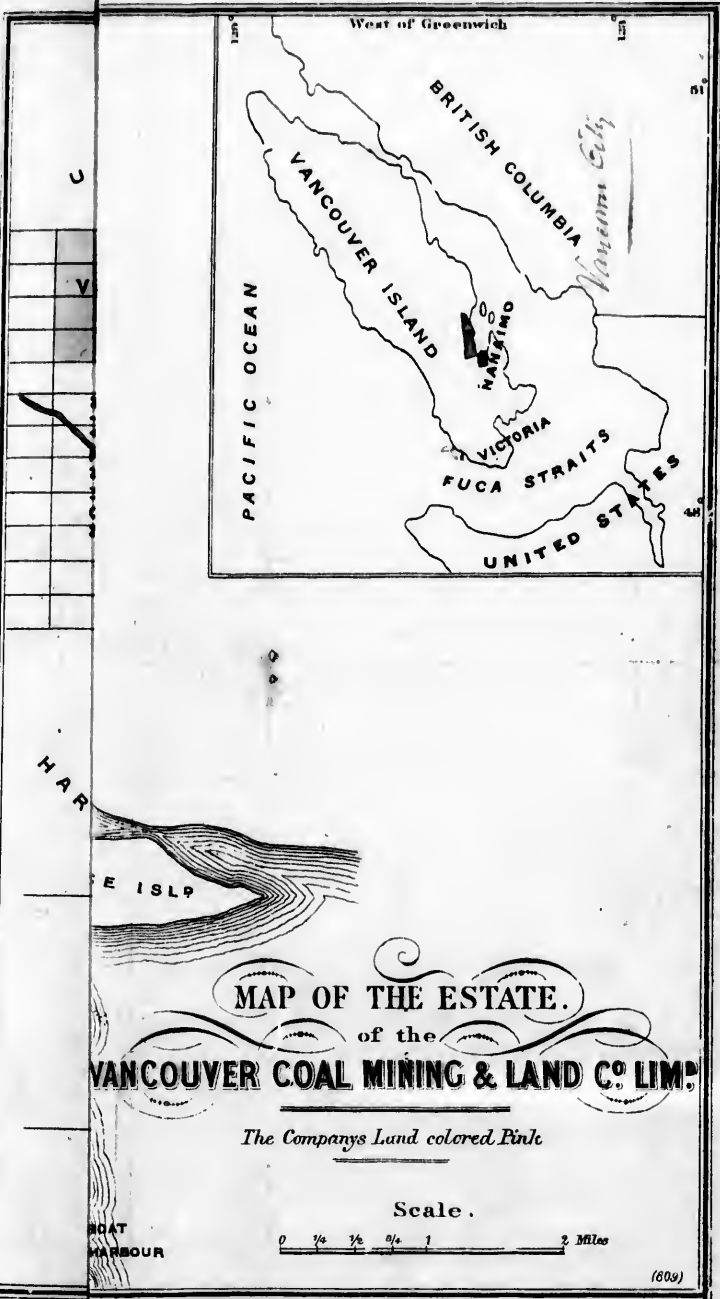 West of Greenwich
51°
BRITISH COLUMBIA
VANCOUVER ISLAND
PACIFIC OCEAN
NANAIMO
VICTORIA
FUCA STRAITS
48°
UNITED STATES
U
V
HAR
E ISLD
MAP OF THE ESTATE.
of the
VANCOUVER COAL MINING & LAND Co. LIMD.
The Companys Land colored Pink
Scale.
0 1/4 1/2 3/4 1 2 Miles
BOAT
HARBOUR
(609)